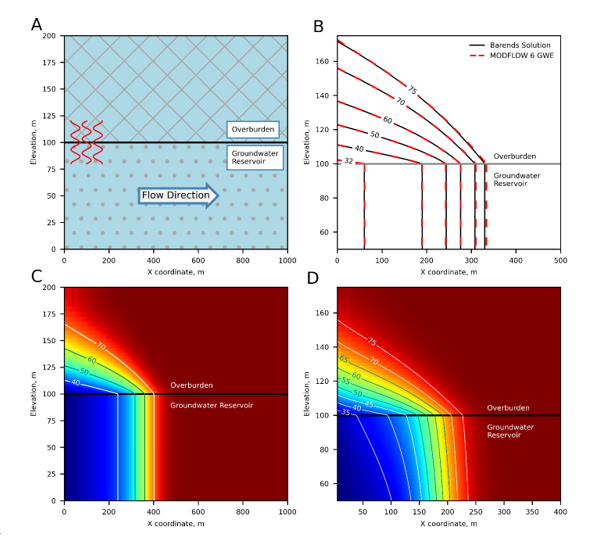 A
200
175
150
125
100
75
50
25
0
Elevation, m
Overburden
Groundwater
Reservoir
Flow Direction
0
200
400
600
800
1000
X coordinate, m
B
160
140
120
100
80
60
Elevation, m
Barends Solution
MODFLOW 6 GWE
75
70
60
50
40
32
Overburden
Groundwater
Reservoir
0
100
200
300
400
500
X coordinate, m
C
200
175
150
125
100
75
50
25
0
Elevation, m
70
60
50
40
Overburden
Groundwater Reservoir
0
200
400
600
800
1000
X coordinate, m
D
160
140
120
100
80
60
Elevation, m
75
70
65
60
55
50
45
40
35
Overburden
Groundwater
Reservoir
50
100
150
200
250
300
350
400
X coordinate, m